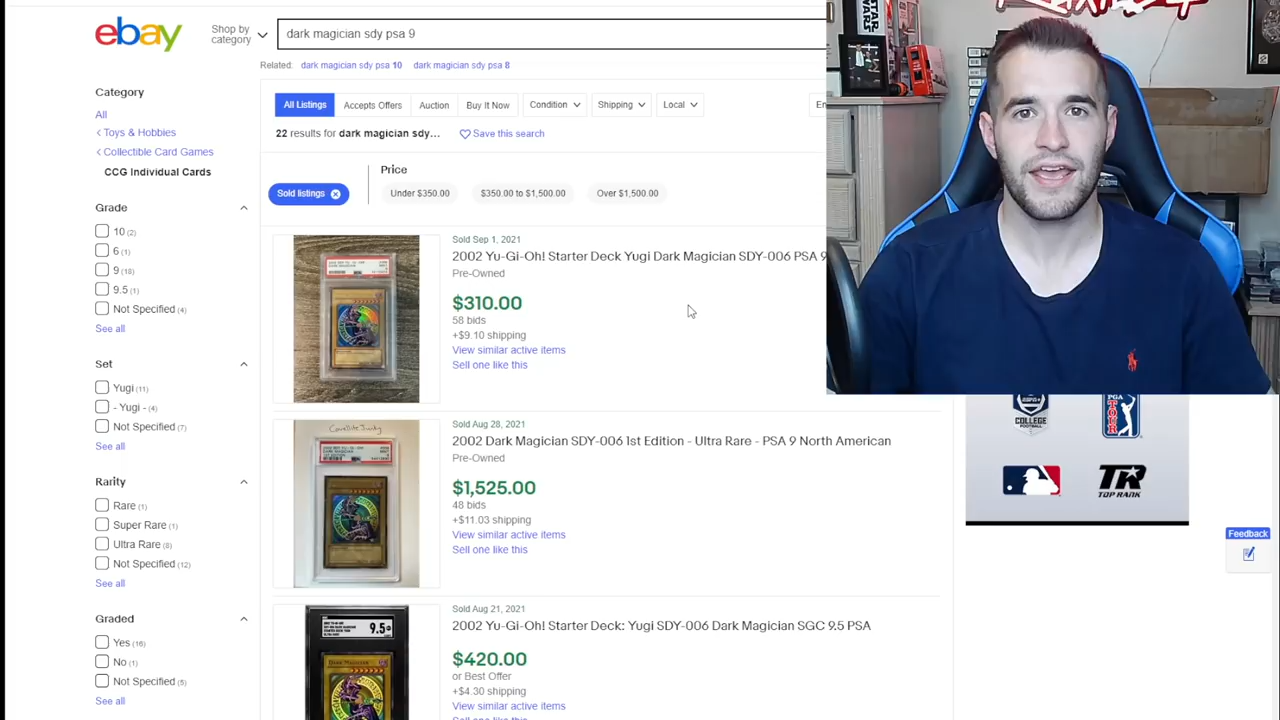 ebay
Shop by
category
dark magician sdy psa 9
Related: dark magician sdy psa 10 dark magician sdy psa 8
Category
All
< Toys & Hobbies
< Collectible Card Games
CCG Individual Cards
Grade
10 (2)
6 (1)
9 (18)
9.5 (1)
Not Specified (4)
See all
Set
Yugi (11)
- Yugi - (4)
Not Specified (7)
See all
Rarity
Rare (1)
Super Rare (1)
Ultra Rare (8)
Not Specified (12)
See all
Graded
Yes (16)
No (1)
Not Specified (5)
See all
All Listings Accepts Offers Auction Buy It Now Condition Shipping Local
22 results for dark magician sdy... Save this search
Price
Sold listings Under $350.00 $350.00 to $1,500.00 Over $1,500.00
Sold Sep 1, 2021
2002 Yu-Gi-Oh! Starter Deck Yugi Dark Magician SDY-006 PSA 9
Pre-Owned
$310.00
58 bids
+$9.10 shipping
View similar active items
Sell one like this
Sold Aug 28, 2021
2002 Dark Magician SDY-006 1st Edition - Ultra Rare - PSA 9 North American
Pre-Owned
$1,525.00
48 bids
+$11.03 shipping
View similar active items
Sell one like this
Sold Aug 21, 2021
2002 Yu-Gi-Oh! Starter Deck: Yugi SDY-006 Dark Magician SGC 9.5 PSA
$420.00
or Best Offer
+$4.30 shipping
View similar active items
9.5
STAR
WARS
ESPN+
COLLEGE
FOOTBALL
PGA
TOUR
TR
TOP RANK
Feedback